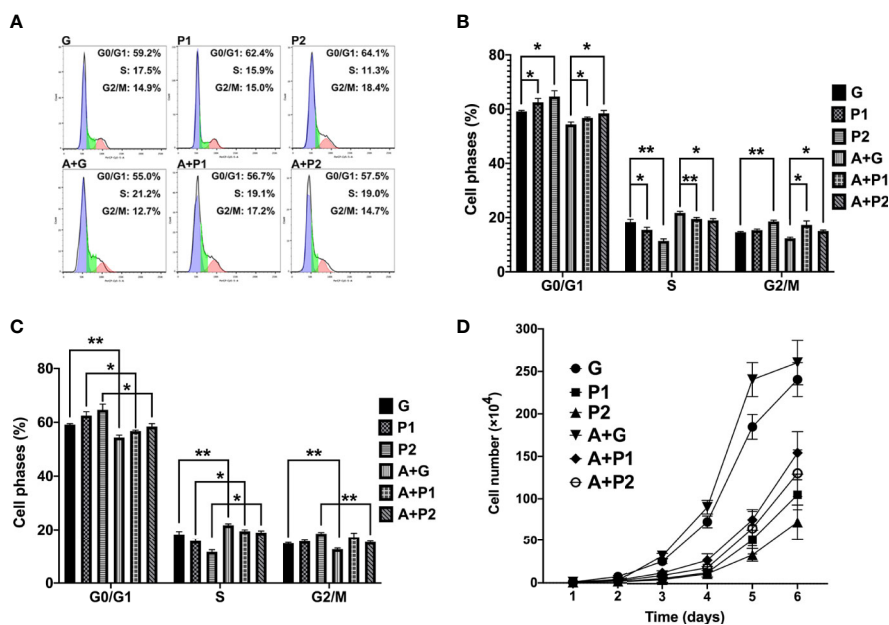 A
G
G0/G1: 59.2%
S: 17.5%
G2/M: 14.9%
P1
G0/G1: 62.4%
S: 15.9%
G2/M: 15.0%
P2
G0/G1: 64.1%
S: 11.3%
G2/M: 18.4%
A+G
G0/G1: 55.0%
S: 21.2%
G2/M: 12.7%
A+P1
G0/G1: 56.7%
S: 19.1%
G2/M: 17.2%
A+P2
G0/G1: 57.5%
S: 19.0%
G2/M: 14.7%
B
Cell phases (%)
80
60
40
20
0
* * * *
** * * **
** * *
G0/G1 S G2/M
G
P1
P2
A+G
A+P1
A+P2
C
Cell phases (%)
80
60
40
20
0
** * *
** * *
** **
G0/G1 S G2/M
G
P1
P2
A+G
A+P1
A+P2
D
Cell number (×10⁴)
300
250
200
150
100
50
0
G
P1
P2
A+G
A+P1
A+P2
1 2 3 4 5 6
Time (days)